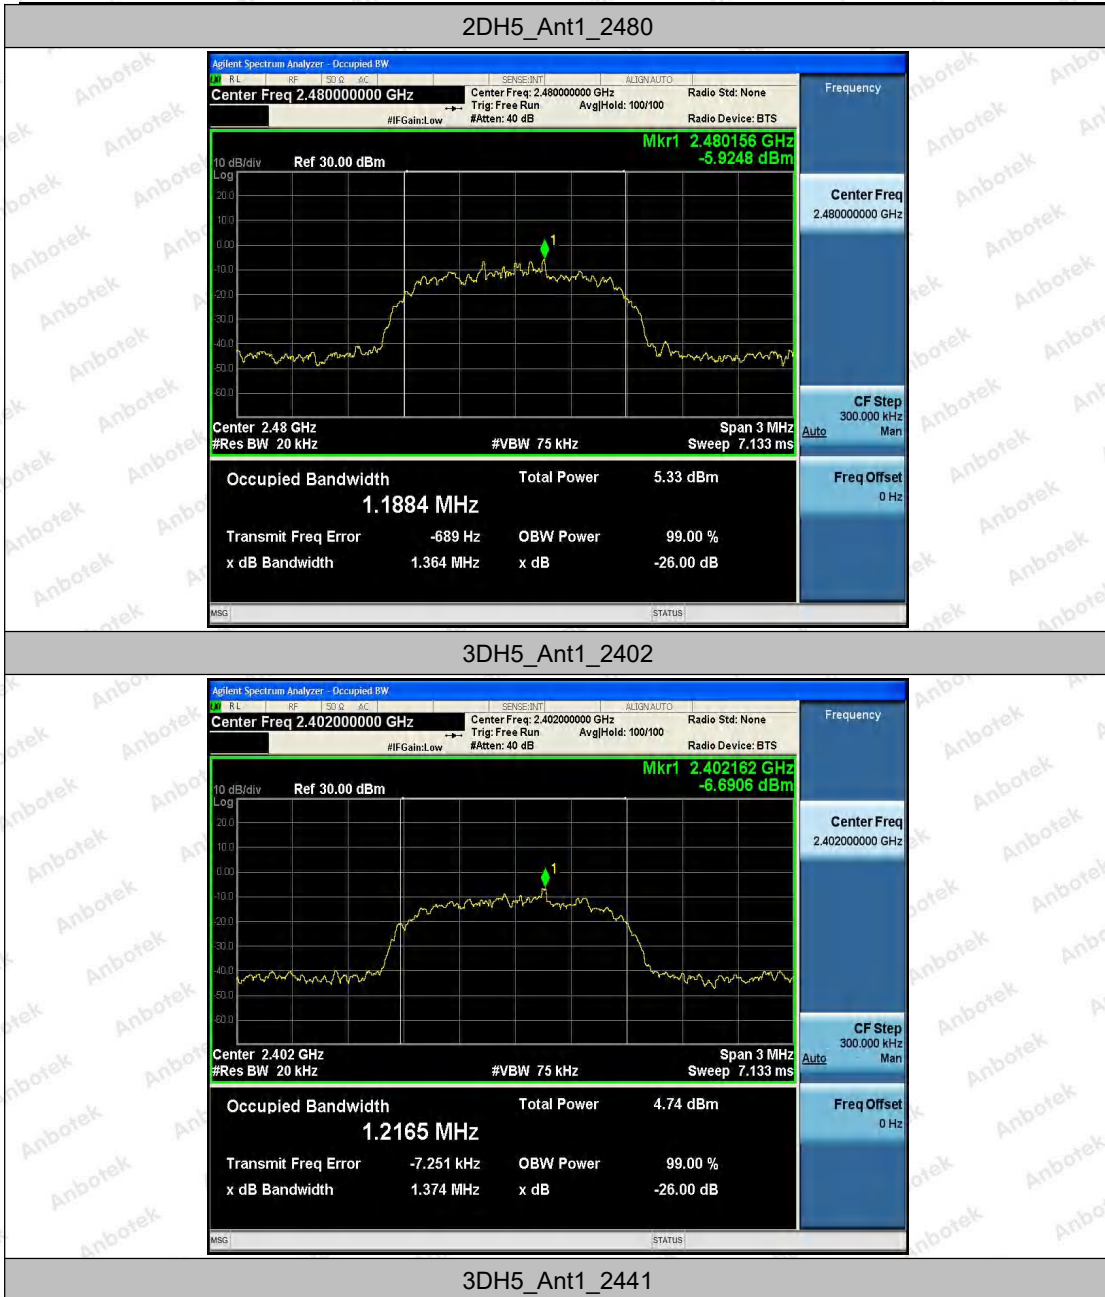 2DH5_Ant1_2480
Agilent Spectrum Analyzer - Occupied BW
RL RF 50 Ω AC SENSE:INT ALIGN AUTO
Center Freq 2.480000000 GHz
Center Freq: 2.480000000 GHz
Radio Std: None
Trig: Free Run
Avg|Hold: 100/100
#IFGain:Low
#Atten: 40 dB
Radio Device: BTS
Mkr1 2.480156 GHz
-5.9248 dBm
10 dB/div
Ref 30.00 dBm
Log
20.0
10.0
0.00
-10.0
-20.0
-30.0
-40.0
-50.0
-60.0
1
Center 2.48 GHz
Span 3 MHz
#Res BW 20 kHz
#VBW 75 kHz
Sweep 7.133 ms
Occupied Bandwidth
Total Power 5.33 dBm
1.1884 MHz
Transmit Freq Error -689 Hz OBW Power 99.00 %
x dB Bandwidth 1.364 MHz x dB -26.00 dB
MSG STATUS
Frequency
Center Freq
2.480000000 GHz
CF Step
300.000 kHz
Auto Man
Freq Offset
0 Hz
3DH5_Ant1_2402
Agilent Spectrum Analyzer - Occupied BW
RL RF 50 Ω AC SENSE:INT ALIGN AUTO
Center Freq 2.402000000 GHz
Center Freq: 2.402000000 GHz
Radio Std: None
Trig: Free Run
Avg|Hold: 100/100
#IFGain:Low
#Atten: 40 dB
Radio Device: BTS
Mkr1 2.402162 GHz
-6.6906 dBm
10 dB/div
Ref 30.00 dBm
Log
20.0
10.0
0.00
-10.0
-20.0
-30.0
-40.0
-50.0
-60.0
1
Center 2.402 GHz
Span 3 MHz
#Res BW 20 kHz
#VBW 75 kHz
Sweep 7.133 ms
Occupied Bandwidth
Total Power 4.74 dBm
1.2165 MHz
Transmit Freq Error -7.251 kHz OBW Power 99.00 %
x dB Bandwidth 1.374 MHz x dB -26.00 dB
MSG STATUS
Frequency
Center Freq
2.402000000 GHz
CF Step
300.000 kHz
Auto Man
Freq Offset
0 Hz
3DH5_Ant1_2441
Anbotek